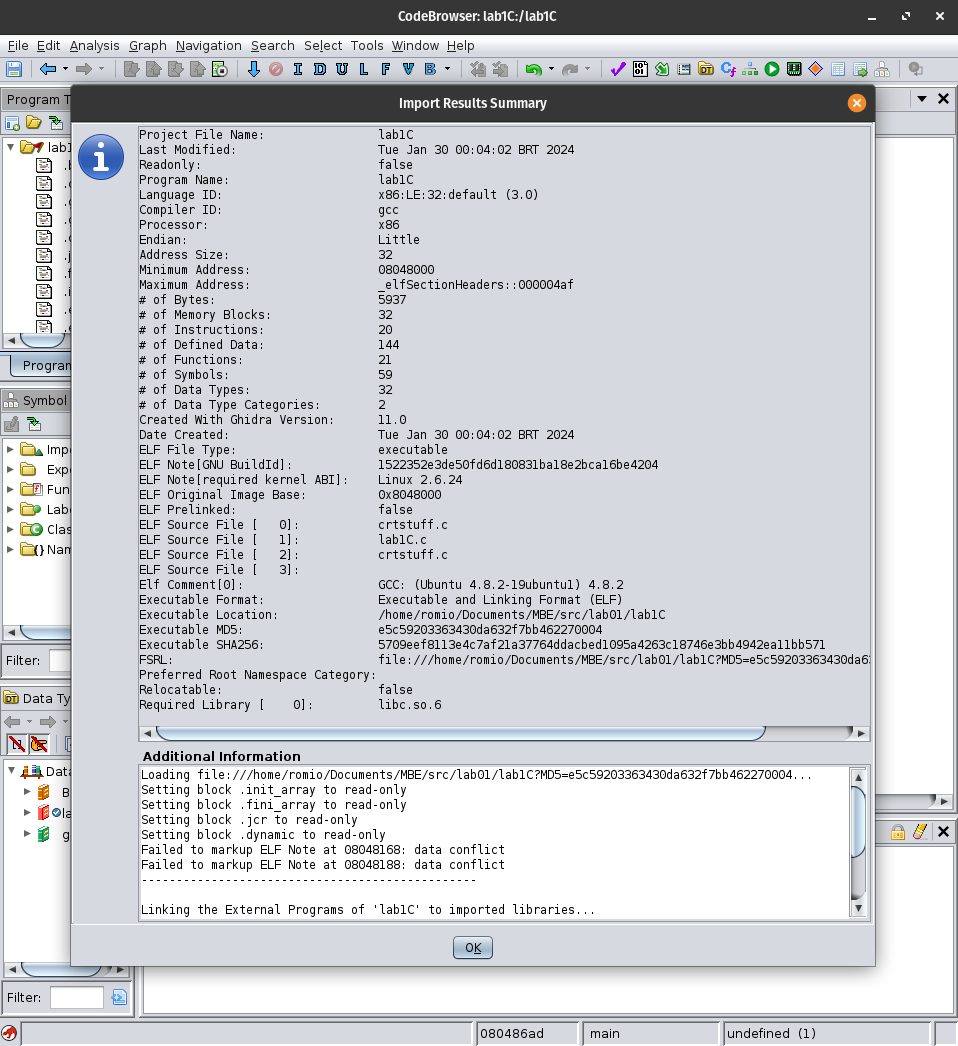 CodeBrowser: lab1C:/lab1C
File Edit Analysis Graph Navigation Search Select Tools Window Help
I D U L F V B
Program T
Import Results Summary
lab1
Program
Symbol
Imp
Exp
Fun
Labe
Clas
Nam
Filter:
Data Ty
Data
B
la
g
Filter:
Project File Name: lab1C
Last Modified: Tue Jan 30 00:04:02 BRT 2024
Readonly: false
Program Name: lab1C
Language ID: x86:LE:32:default (3.0)
Compiler ID: gcc
Processor: x86
Endian: Little
Address Size: 32
Minimum Address: 08048000
Maximum Address: _elfSectionHeaders::000004af
# of Bytes: 5937
# of Memory Blocks: 32
# of Instructions: 20
# of Defined Data: 144
# of Functions: 21
# of Symbols: 59
# of Data Types: 32
# of Data Type Categories: 2
Created With Ghidra Version: 11.0
Date Created: Tue Jan 30 00:04:02 BRT 2024
ELF File Type: executable
ELF Note[GNU BuildId]: 1522352e3de50fd6d180831ba18e2bca16be4204
ELF Note[required kernel ABI]: Linux 2.6.24
ELF Original Image Base: 0x8048000
ELF Prelinked: false
ELF Source File [ 0]: crtstuff.c
ELF Source File [ 1]: lab1C.c
ELF Source File [ 2]: crtstuff.c
ELF Source File [ 3]:
Elf Comment[0]: GCC: (Ubuntu 4.8.2-19ubuntu1) 4.8.2
Executable Format: Executable and Linking Format (ELF)
Executable Location: /home/romio/Documents/MBE/src/lab01/lab1C
Executable MD5: e5c59203363430da632f7bb462270004
Executable SHA256: 5709eef8113e4c7af21a37764ddacbed1095a4263c18746e3bb4942ea11bb571
FSRL: file:///home/romio/Documents/MBE/src/lab01/lab1C?MD5=e5c59203363430da6
Preferred Root Namespace Category:
Relocatable: false
Required Library [ 0]: libc.so.6
Additional Information
Loading file:///home/romio/Documents/MBE/src/lab01/lab1C?MD5=e5c59203363430da632f7bb462270004...
Setting block .init_array to read-only
Setting block .fini_array to read-only
Setting block .jcr to read-only
Setting block .dynamic to read-only
Failed to markup ELF Note at 08048168: data conflict
Failed to markup ELF Note at 08048188: data conflict
------------------------------------------------
Linking the External Programs of 'lab1C' to imported libraries...
OK
080486ad main undefined (1)